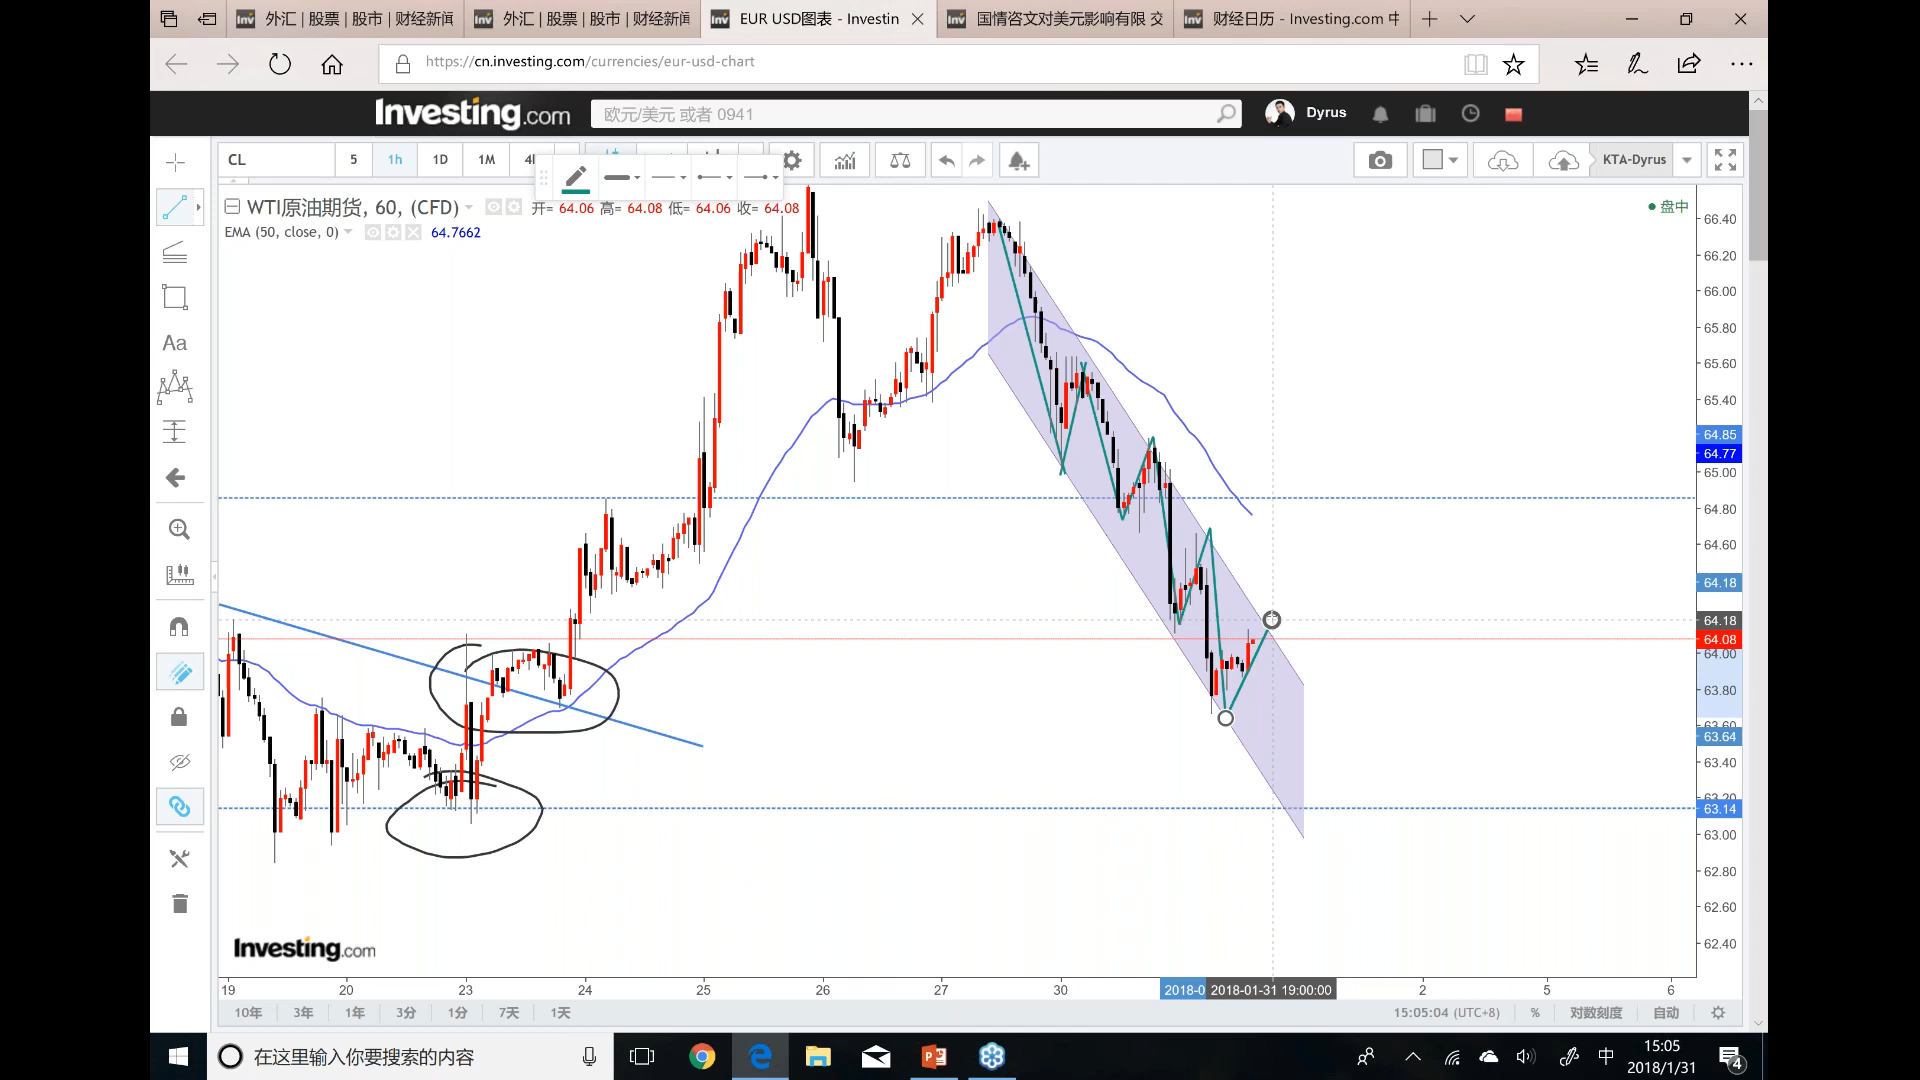 外汇 | 股票 | 股市 | 财经新闻
外汇 | 股票 | 股市 | 财经新闻
EUR USD图表 - Investin
国情咨文对美元影响有限 交
财经日历 - Investing.com 中
https://cn.investing.com/currencies/eur-usd-chart
Investing.com
欧元/美元 或者 0941
Dyrus
CL
5
1h
1D
1M
KTA-Dyrus
WTI原油期货, 60, (CFD)
开= 64.06 高= 64.08 低= 64.06 收= 64.08
盘中
EMA (50, close, 0)
64.7662
Aa
66.40
66.20
66.00
65.80
65.60
65.40
64.85
64.77
65.00
64.80
64.60
64.18
64.18
64.08
64.00
63.80
63.60
63.64
63.40
63.20
63.14
63.00
62.80
62.60
62.40
Investing.com
19
20
23
24
25
26
27
30
2018-0
2018-01-31 19:00:00
2
5
6
10年
3年
1年
3分
1分
7天
1天
15:05:04 (UTC+8)
%
对数刻度
自动
在这里输入你要搜索的内容
中
15:05
2018/1/31
4